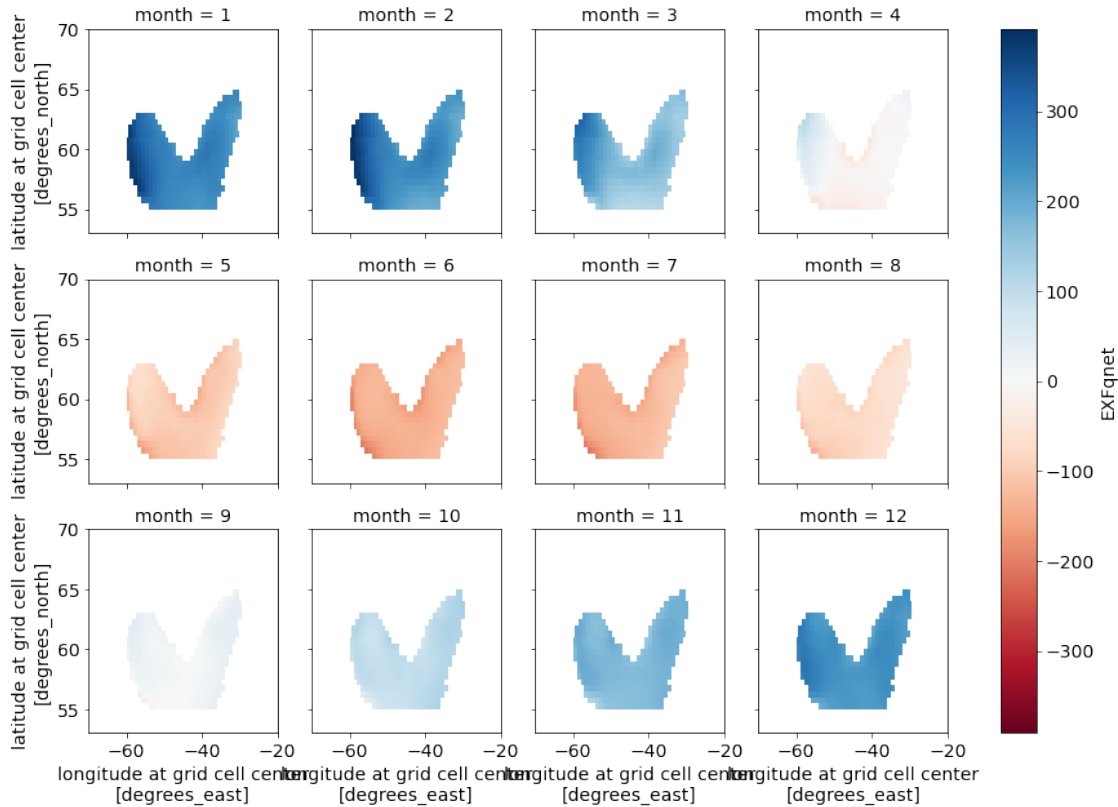 month = 1
month = 2
month = 3
month = 4
latitude at grid cell center
[degrees_north]
70
65
60
55
month = 5
month = 6
month = 7
month = 8
latitude at grid cell center
[degrees_north]
70
65
60
55
month = 9
month = 10
month = 11
month = 12
latitude at grid cell center
[degrees_north]
70
65
60
55
−60 −40 −20
−60 −40 −20
−60 −40 −20
−60 −40 −20
longitude at grid cell center
[degrees_east]
longitude at grid cell center
[degrees_east]
longitude at grid cell center
[degrees_east]
longitude at grid cell center
[degrees_east]
300
200
100
0
−100
−200
−300
EXFqnet